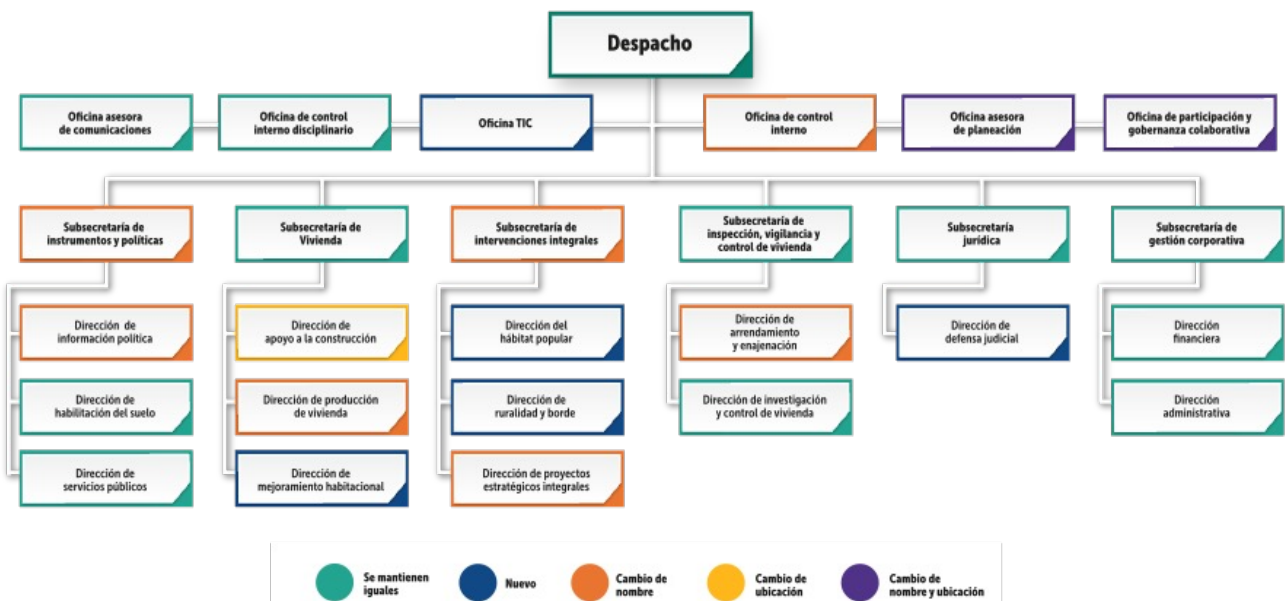 Despacho
Oficina asesora
de comunicaciones
Oficina de control
interno disciplinario
Oficina TIC
Oficina de control
interno
Oficina asesora
de planeación
Oficina de participación y
gobernanza colaborativa
Subsecretaría de
instrumentos y políticas
Subsecretaría de
Vivienda
Subsecretaría de
intervenciones integrales
Subsecretaría de
inspección, vigilancia y
control de vivienda
Subsecretaría
jurídica
Subsecretaría de
gestión corporativa
Dirección de
información política
Dirección de
apoyo a la construcción
Dirección del
hábitat popular
Dirección de
arrendamiento
y enajenación
Dirección de
defensa judicial
Dirección
financiera
Dirección de
habilitación del suelo
Dirección de producción
de vivienda
Dirección de
ruralidad y borde
Dirección de investigación
y control de vivienda
Dirección
administrativa
Dirección de
servicios públicos
Dirección de
mejoramiento habitacional
Dirección de proyectos
estratégicos integrales
Se mantienen
iguales
Nuevo
Cambio de
nombre
Cambio de
ubicación
Cambio de
nombre y ubicación